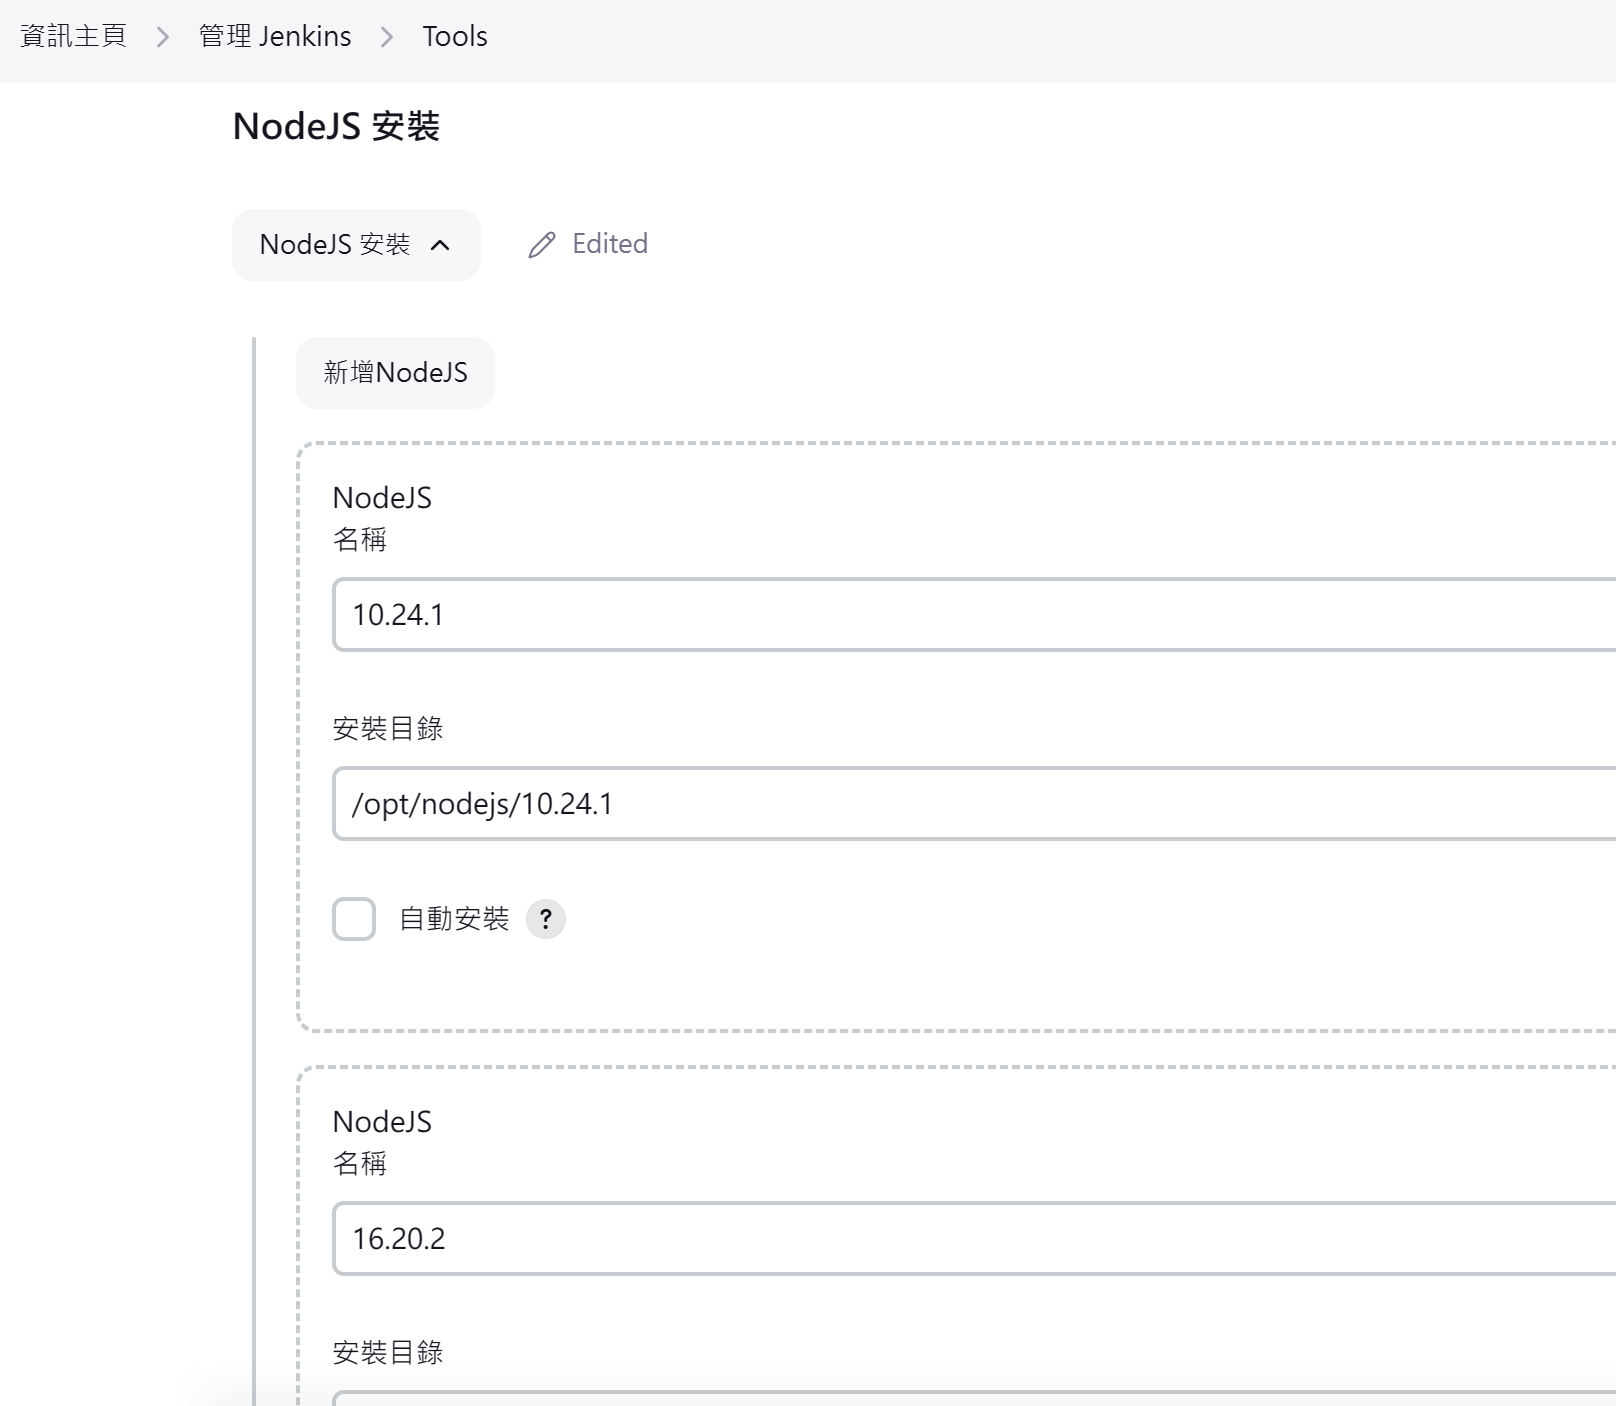 資訊主頁 > 管理 Jenkins > Tools
NodeJS 安裝
NodeJS 安裝 Edited
新增NodeJS
NodeJS
名稱
10.24.1
安裝目錄
/opt/nodejs/10.24.1
自動安裝 ?
NodeJS
名稱
16.20.2
安裝目錄